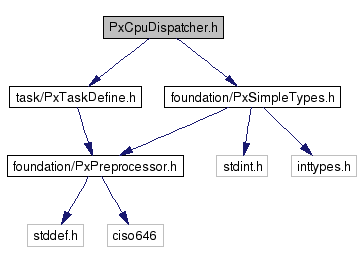 PxCpuDispatcher.h
task/PxTaskDefine.h
foundation/PxSimpleTypes.h
foundation/PxPreprocessor.h
stdint.h
inttypes.h
stddef.h
ciso646